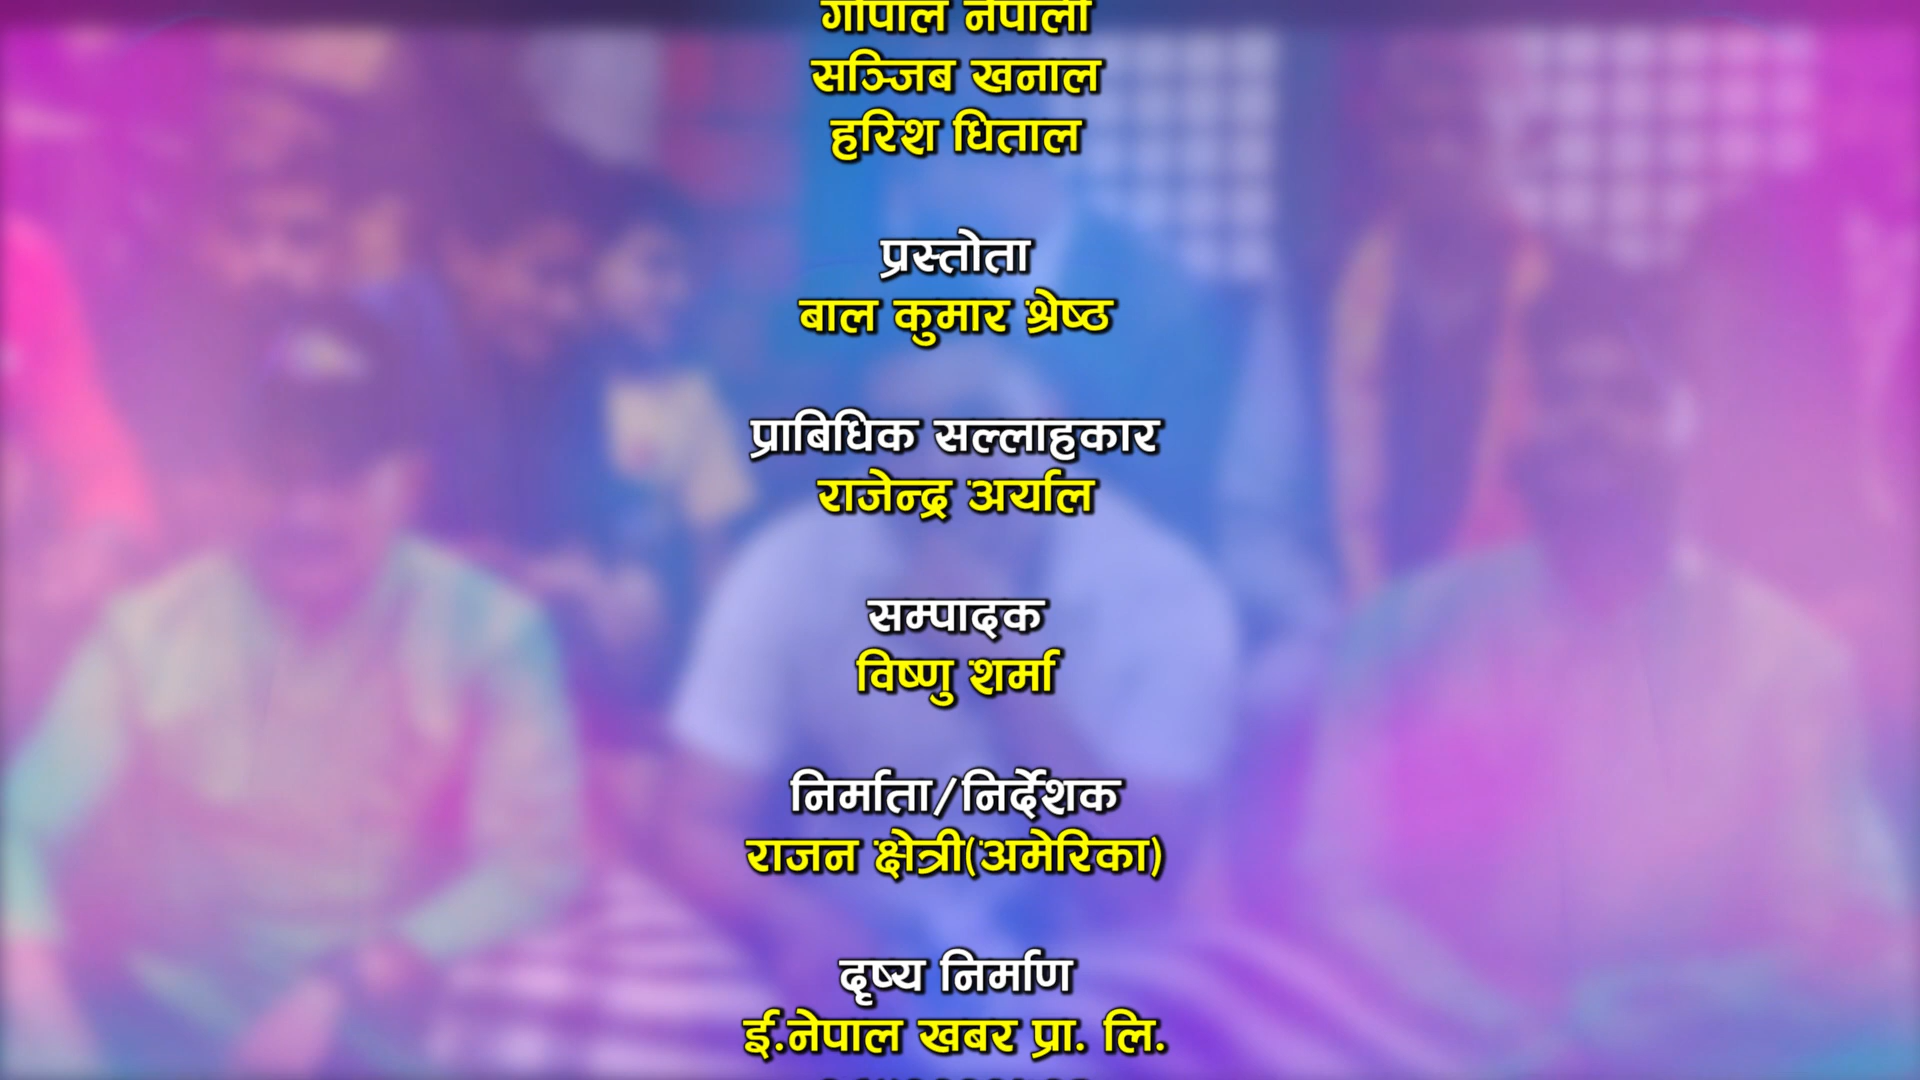 गोपाल नेपाली
सञ्जिब खनाल
हरिश धिताल
प्रस्तोता
बाल कुमार श्रेष्ठ
प्राबिधिक सल्लाहकार
राजेन्द्र अर्याल
सम्पादक
विष्णु शर्मा
निर्माता/निर्देशक
राजन क्षेत्री(अमेरिका)
दृष्य निर्माण
ई.नेपाल खबर प्रा. लि.